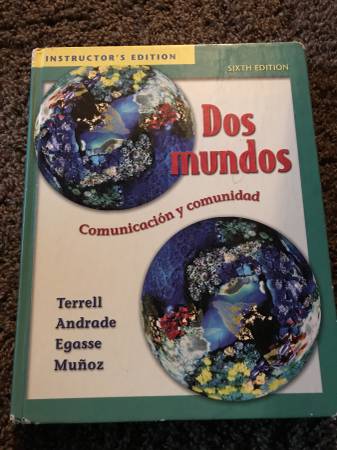 INSTRUCTOR'S EDITION
SIXTH EDITION
Dos
mundos
Comunicación y comunidad
Terrell
Andrade
Egasse
Muñoz